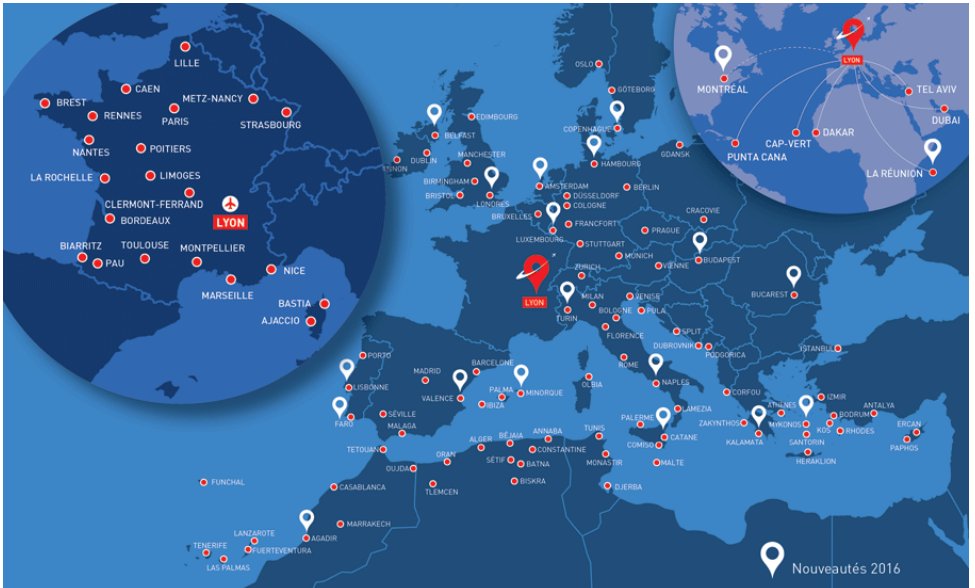 LILLE
CAEN
METZ-NANCY
BREST
PARIS
RENNES
STRASBOURG
NANTES
POITIERS
LA ROCHELLE
LIMOGES
CLERMONT-FERRAND
BORDEAUX
LYON
BIARRITZ
TOULOUSE
MONTPELLIER
PAU
NICE
MARSEILLE
BASTIA
AJACCIO
OSLO
GÖTEBORG
EDIMBOURG
COPENHAGUE
BELFAST
DUBLIN
MANCHESTER
HAMBOURG
GDANSK
BIRMINGHAM
AMSTERDAM
BERLIN
BRISTOL
LONDRES
DÜSSELDORF
COLOGNE
BRUXELLES
FRANCFORT
CRACOVIE
LUXEMBOURG
PRAGUE
STUTTGART
MUNICH
VIENNE
BUDAPEST
ZURICH
LYON
MILAN
VENISE
BUCAREST
TURIN
BOLOGNE
PULA
FLORENCE
SPLIT
DUBROVNIK
PODGORICA
ISTANBUL
PORTO
BARCELONE
ROME
MADRID
LISBONNE
PALMA
MINORQUE
OLBIA
NAPLES
VALENCE
IBIZA
CORFOU
IZMIR
FARO
SÉVILLE
LAMEZIA
ATHÈNES
ANTALYA
MALAGA
PALERME
ZAKYNTHOS
MYKONOS
BODRUM
KOS
RHODES
ERCAN
TETOUAN
ALGER
BÉJAIA
ANNABA
TUNIS
CATANE
COMISO
KALAMATA
SANTORIN
PAPHOS
ORAN
CONSTANTINE
HERAKLION
OUJDA
SÉTIF
BATNA
MONASTIR
MALTE
TLEMCEN
BISKRA
DJERBA
FUNCHAL
CASABLANCA
MARRAKECH
LANZAROTE
AGADIR
TENERIFE
FUERTEVENTURA
LAS PALMAS
LYON
MONTRÉAL
TEL AVIV
DUBAI
DAKAR
CAP-VERT
PUNTA CANA
LA RÉUNION
Nouveautés 2016